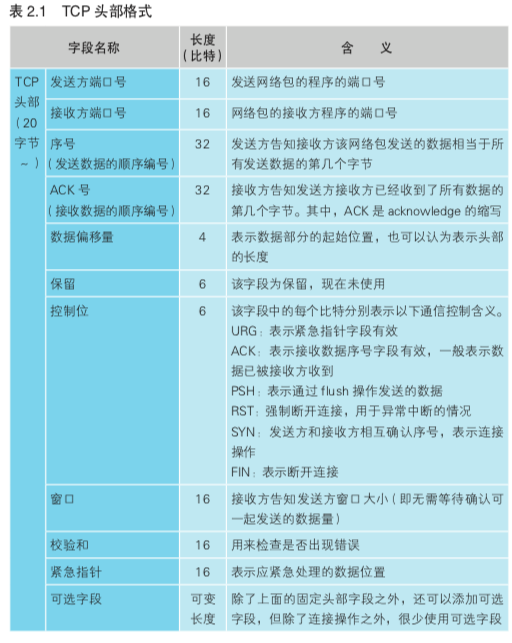 表 2.1 TCP 头部格式
字段名称
长度
（比特）
含 义
TCP
头部
（20
字节
~）
发送方端口号 16 发送网络包的程序的端口号
接收方端口号 16 网络包的接收方程序的端口号
序号
（发送数据的顺序编号）
32
发送方告知接收方该网络包发送的数据相当于所
有发送数据的第几个字节
ACK 号
（接收数据的顺序编号）
32
接收方告知发送方接收方已经收到了所有数据的
第几个字节。其中，ACK 是 acknowledge 的缩写
数据偏移量 4 表示数据部分的起始位置，也可以认为表示头部
的长度
保留 6 该字段为保留，现在未使用
控制位 6 该字段中的每个比特分别表示以下通信控制含义。
URG：表示紧急指针字段有效
ACK：表示接收数据序号字段有效，一般表示数
据已被接收方收到
PSH：表示通过 flush 操作发送的数据
RST：强制断开连接，用于异常中断的情况
SYN：发送方和接收方相互确认序号，表示连接
操作
FIN：表示断开连接
窗口 16 接收方告知发送方窗口大小（即无需等待确认可
一起发送的数据量）
校验和 16 用来检查是否出现错误
紧急指针 16 表示应紧急处理的数据位置
可选字段
可变
长度
除了上面的固定头部字段之外，还可以添加可选
字段，但除了连接操作之外，很少使用可选字段